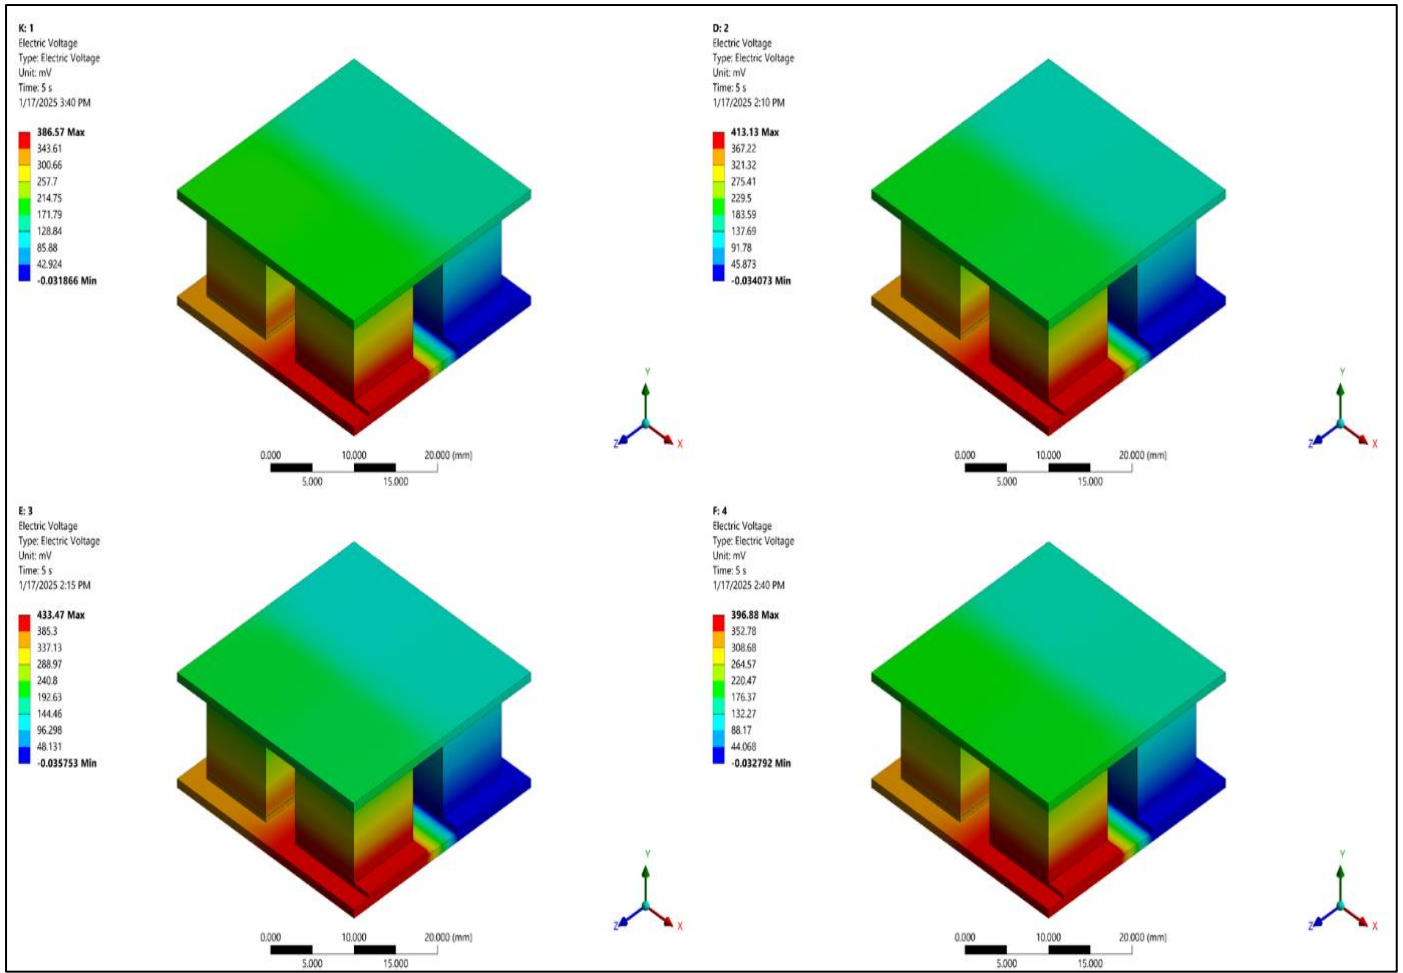 K: 1
Electric Voltage
Type: Electric Voltage
Unit: mV
Time: 5 s
1/17/2025 3:40 PM
386.57 Max
343.61
300.66
257.7
214.75
171.79
128.84
85.88
42.924
-0.031866 Min
Y
Z
X
0.000
10.000
20.000 (mm)
5.000
15.000
D: 2
Electric Voltage
Type: Electric Voltage
Unit: mV
Time: 5 s
1/17/2025 2:10 PM
413.13 Max
367.22
321.32
275.41
229.5
183.59
137.69
91.78
45.873
-0.034073 Min
Y
Z
X
0.000
10.000
20.000 (mm)
5.000
15.000
E: 3
Electric Voltage
Type: Electric Voltage
Unit: mV
Time: 5 s
1/17/2025 2:15 PM
433.47 Max
385.3
337.13
288.97
240.8
192.63
144.46
96.298
48.131
-0.035753 Min
Y
Z
X
0.000
10.000
20.000 (mm)
5.000
15.000
F: 4
Electric Voltage
Type: Electric Voltage
Unit: mV
Time: 5 s
1/17/2025 2:40 PM
396.88 Max
352.78
308.68
264.57
220.47
176.37
132.27
88.17
44.068
-0.032792 Min
Y
Z
X
0.000
10.000
20.000 (mm)
5.000
15.000